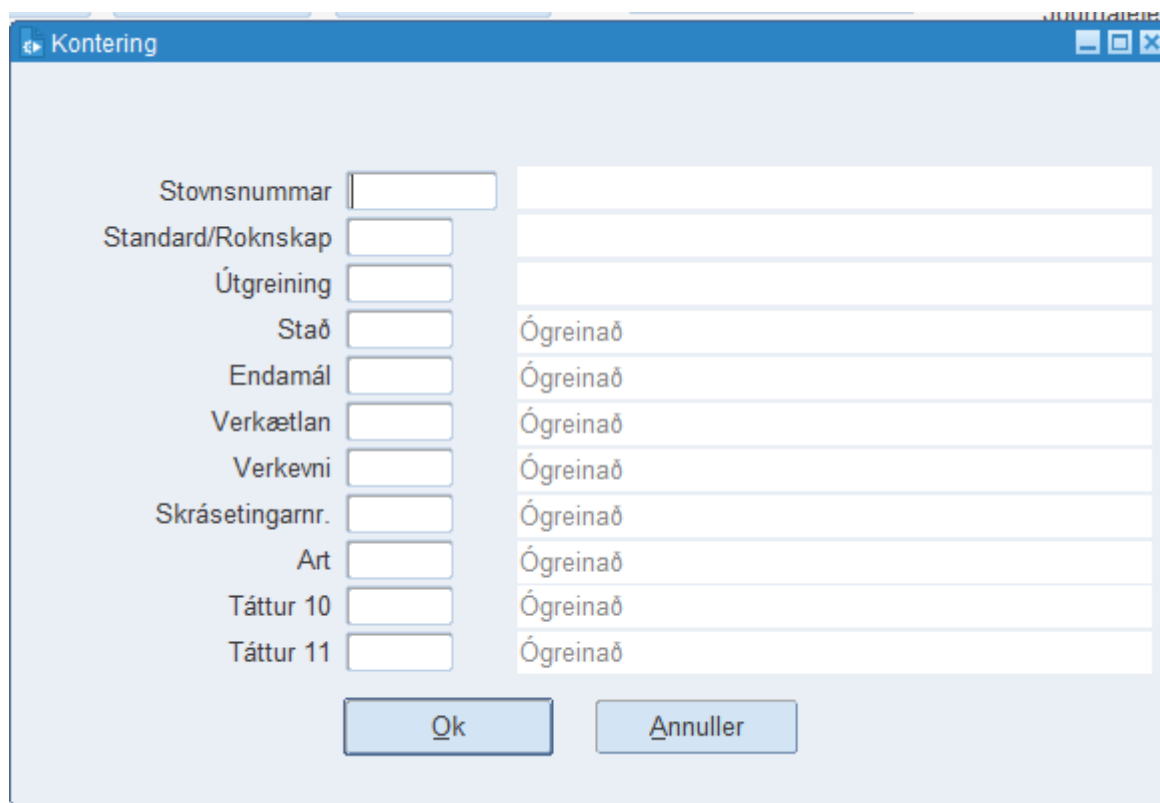 Kontering
Stovnsnummar
Standard/Roknskap
Útgreining
Stað Ógreinað
Endamál Ógreinað
Verkætlan Ógreinað
Verkevni Ógreinað
Skrásetingarnr. Ógreinað
Art Ógreinað
Táttur 10 Ógreinað
Táttur 11 Ógreinað
Ok Annuller